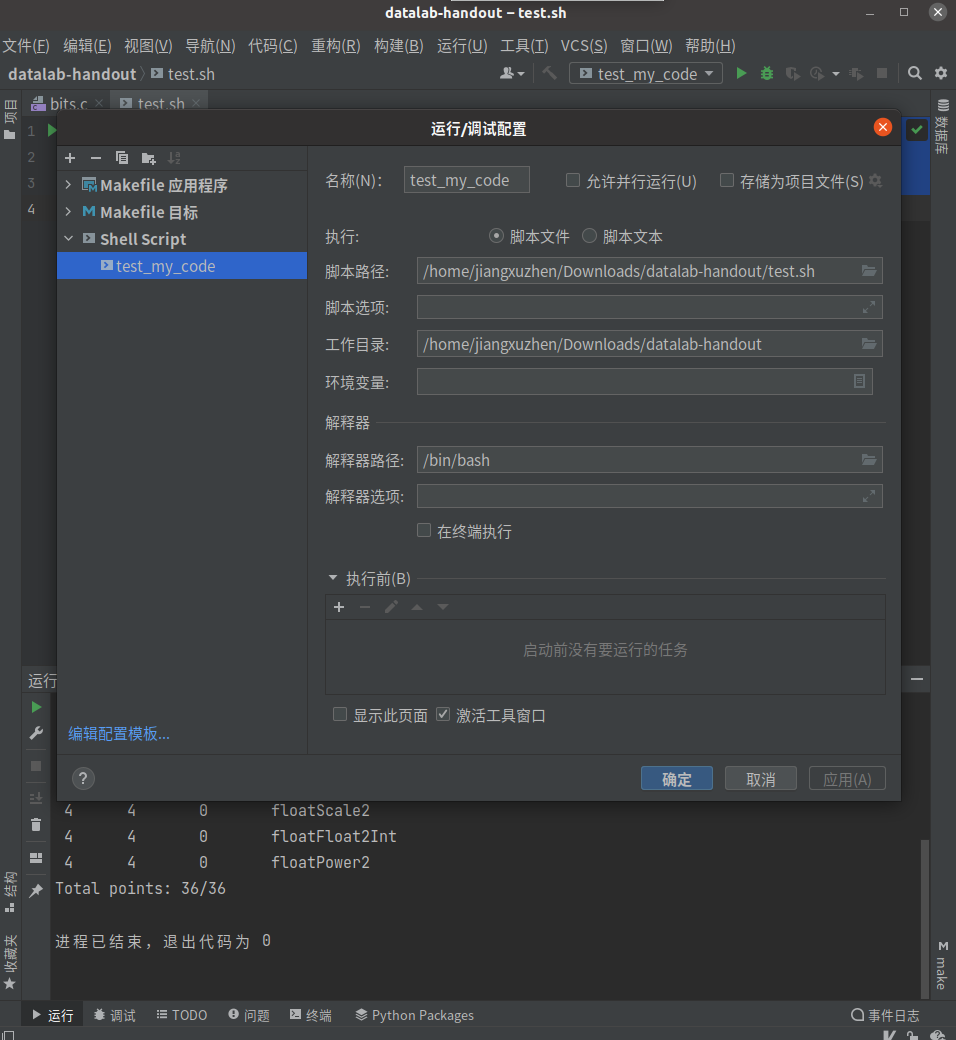 datalab-handout – test.sh
文件(F) 编辑(E) 视图(V) 导航(N) 代码(C) 重构(R) 构建(B) 运行(U) 工具(T) VCS(S) 窗口(W) 帮助(H)
datalab-handout test.sh test_my_code
项目 bits.c test.sh 数据库
1
2
3
4
运行/调试配置
Makefile 应用程序
Makefile 目标
Shell Script
test_my_code
名称(N): test_my_code 允许并行运行(U) 存储为项目文件(S)
执行: 脚本文件 脚本文本
脚本路径: /home/jiangxuzhen/Downloads/datalab-handout/test.sh
脚本选项:
工作目录: /home/jiangxuzhen/Downloads/datalab-handout
环境变量:
解释器
解释器路径: /bin/bash
解释器选项:
在终端执行
执行前(B)
启动前没有要运行的任务
显示此页面 激活工具窗口
编辑配置模板...
? 确定 取消 应用(A)
运行
4 4 0 floatScale2
4 4 0 floatFloat2Int
4 4 0 floatPower2
Total points: 36/36
进程已结束，退出代码为 0
结构
收藏夹
make
运行 调试 TODO 问题 终端 Python Packages 事件日志